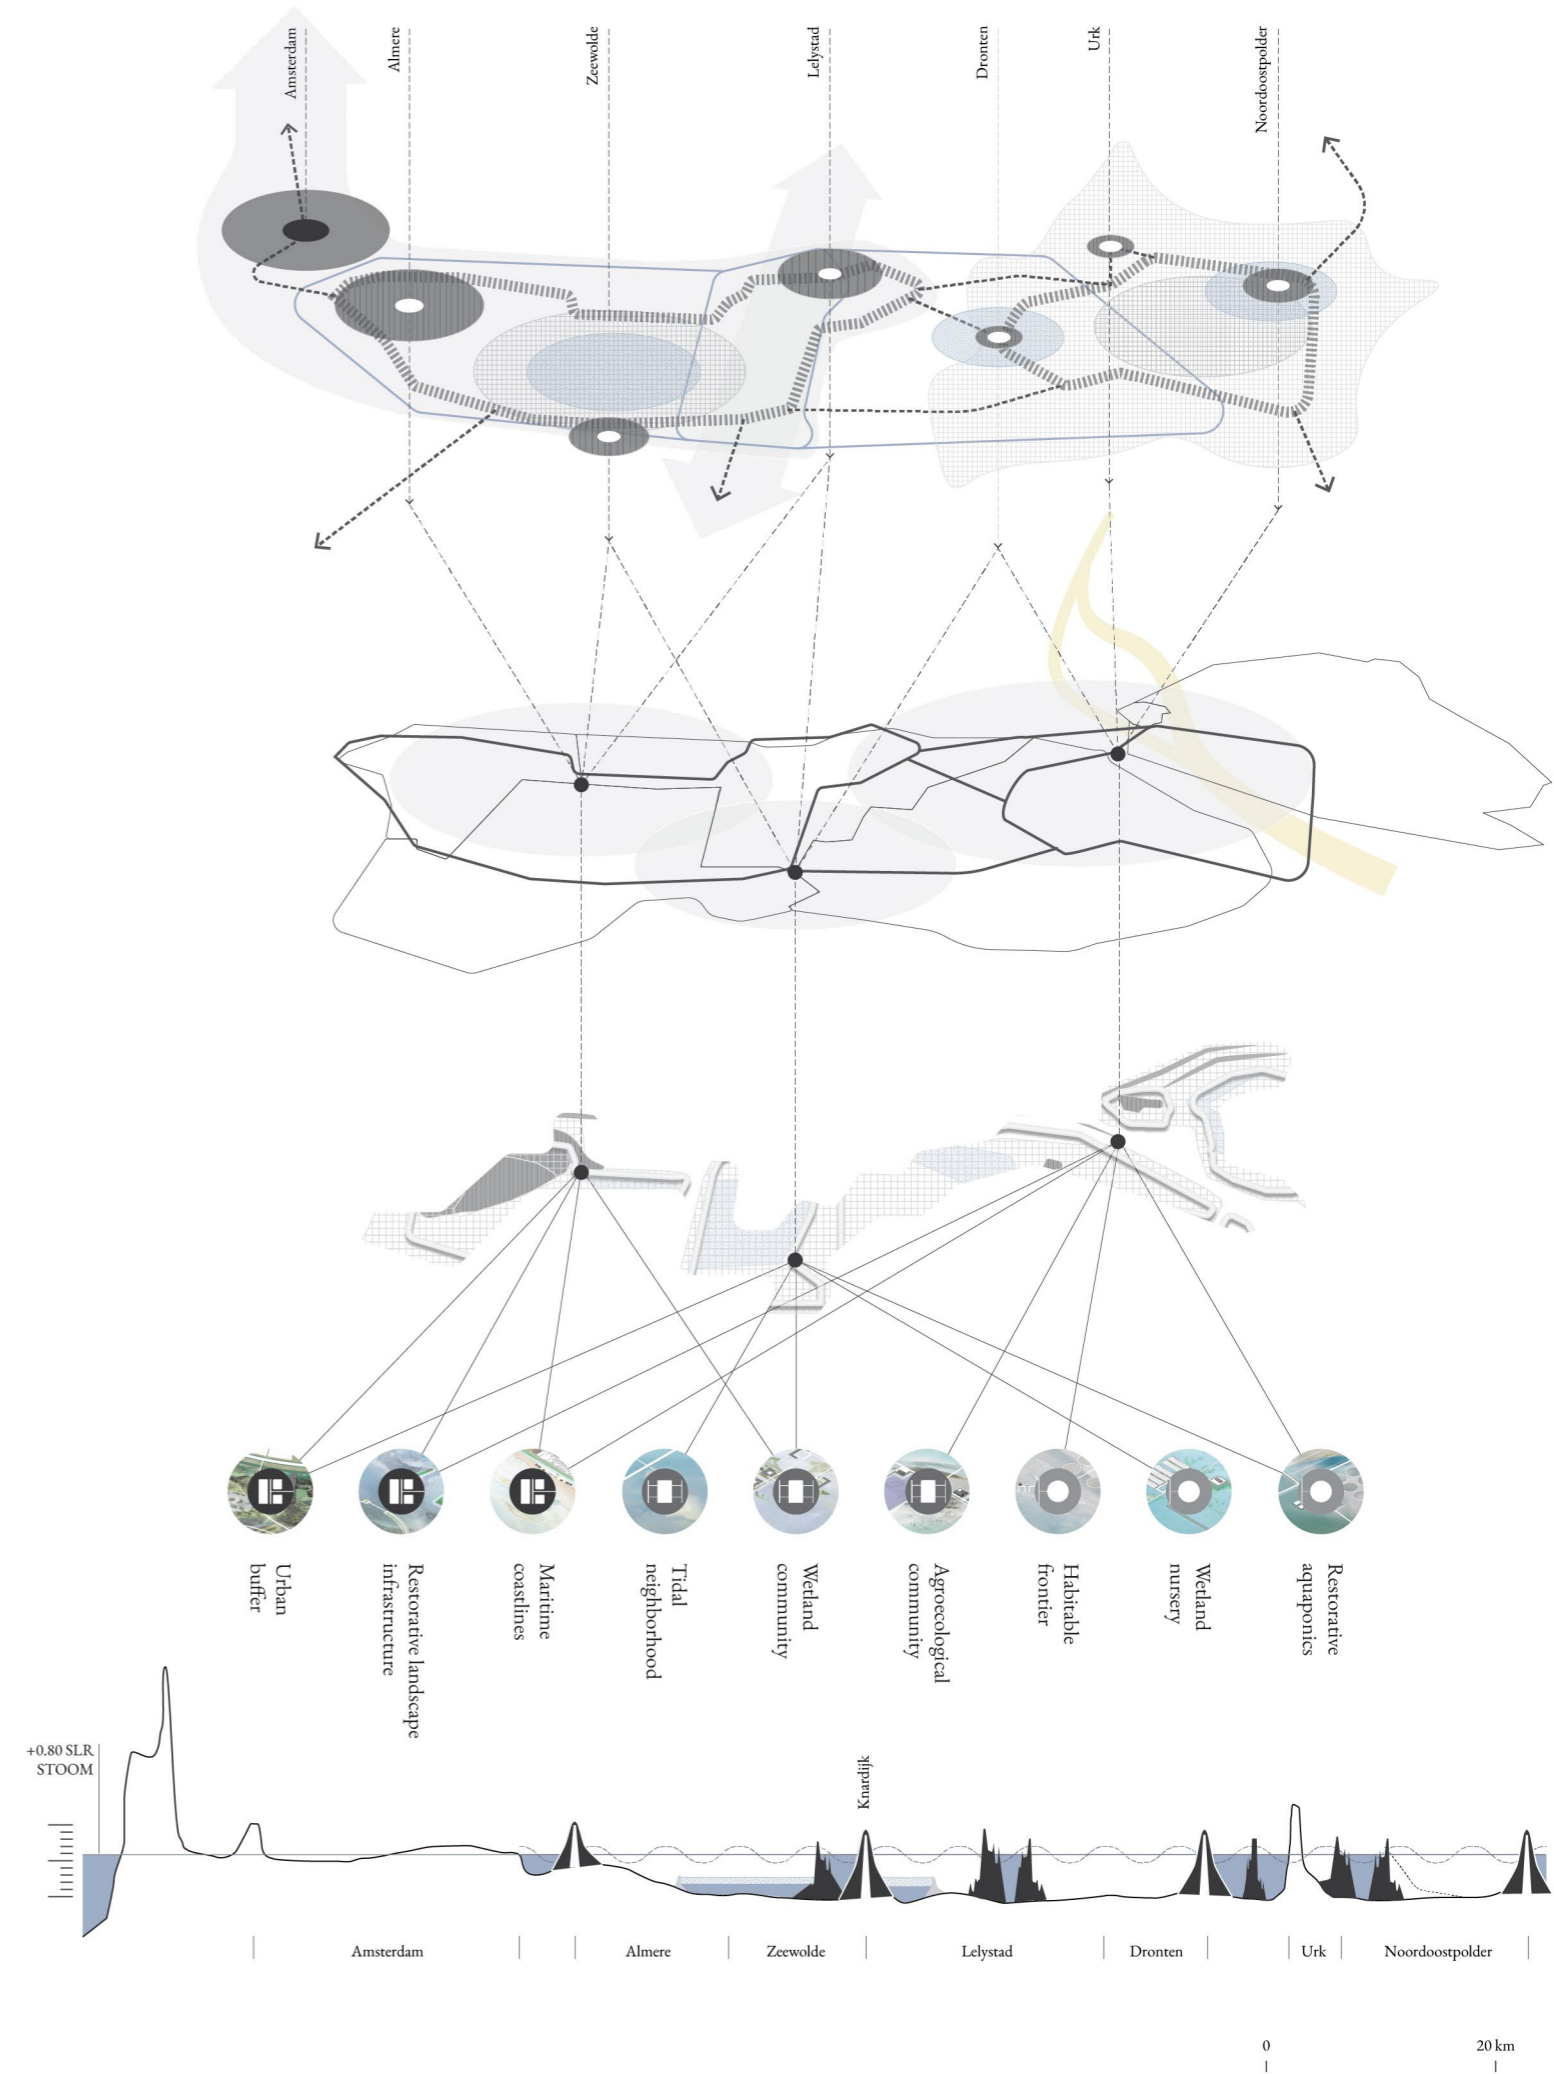 Amsterdam
Almere
Zeewolde
Lelystad
Dronten
Urk
Noordoostpolder
Urban
buffer
Restorative landscape
infrastructure
Maritime
coastlines
Tidal
neighborhood
Wetland
community
Agroecological
community
Habitable
frontier
Wetland
nursery
Restorative
aquaponics
+0.80 SLR
STOOM
Knardijk
Amsterdam
Almere
Zeewolde
Lelystad
Dronten
Urk
Noordoostpolder
0
20 km